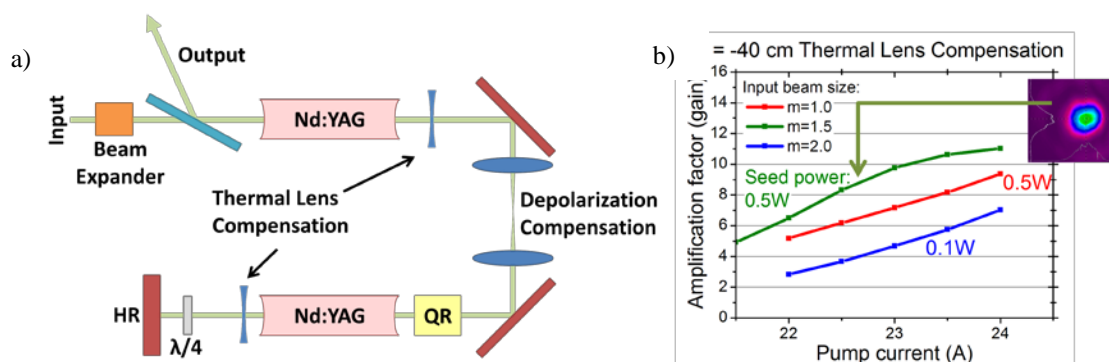 a)
Output
Input
Beam
Expander
Nd:YAG
Thermal Lens
Compensation
Depolarization
Compensation
HR
λ/4
Nd:YAG
QR
b)
= -40 cm Thermal Lens Compensation
Amplification factor (gain)
16
14
12
10
8
6
4
2
0
Input beam size:
m=1.0
m=1.5
m=2.0
Seed power:
0.5W
0.5W
0.1W
22
23
24
Pump current (A)